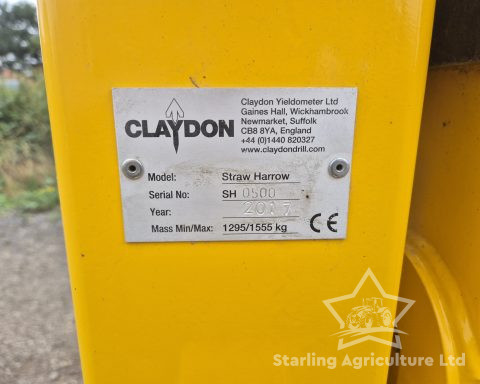 CLAYDON
Claydon Yieldometer Ltd
Gaines Hall, Wickhambrook
Newmarket, Suffolk
CB8 8YA, England
+44 (0)1440 820327
www.claydondrill.com
Model: Straw Harrow
Serial No: SH 0500
Year: 2017
Mass Min/Max: 1295/1555 kg
CE
Starling Agriculture Ltd